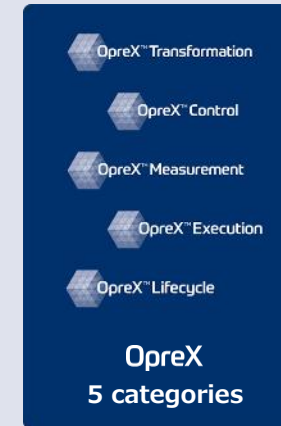 OpreX™ Transformation
OpreX™ Control
OpreX™ Measurement
OpreX™ Execution
OpreX™ Lifecycle
OpreX
5 categories